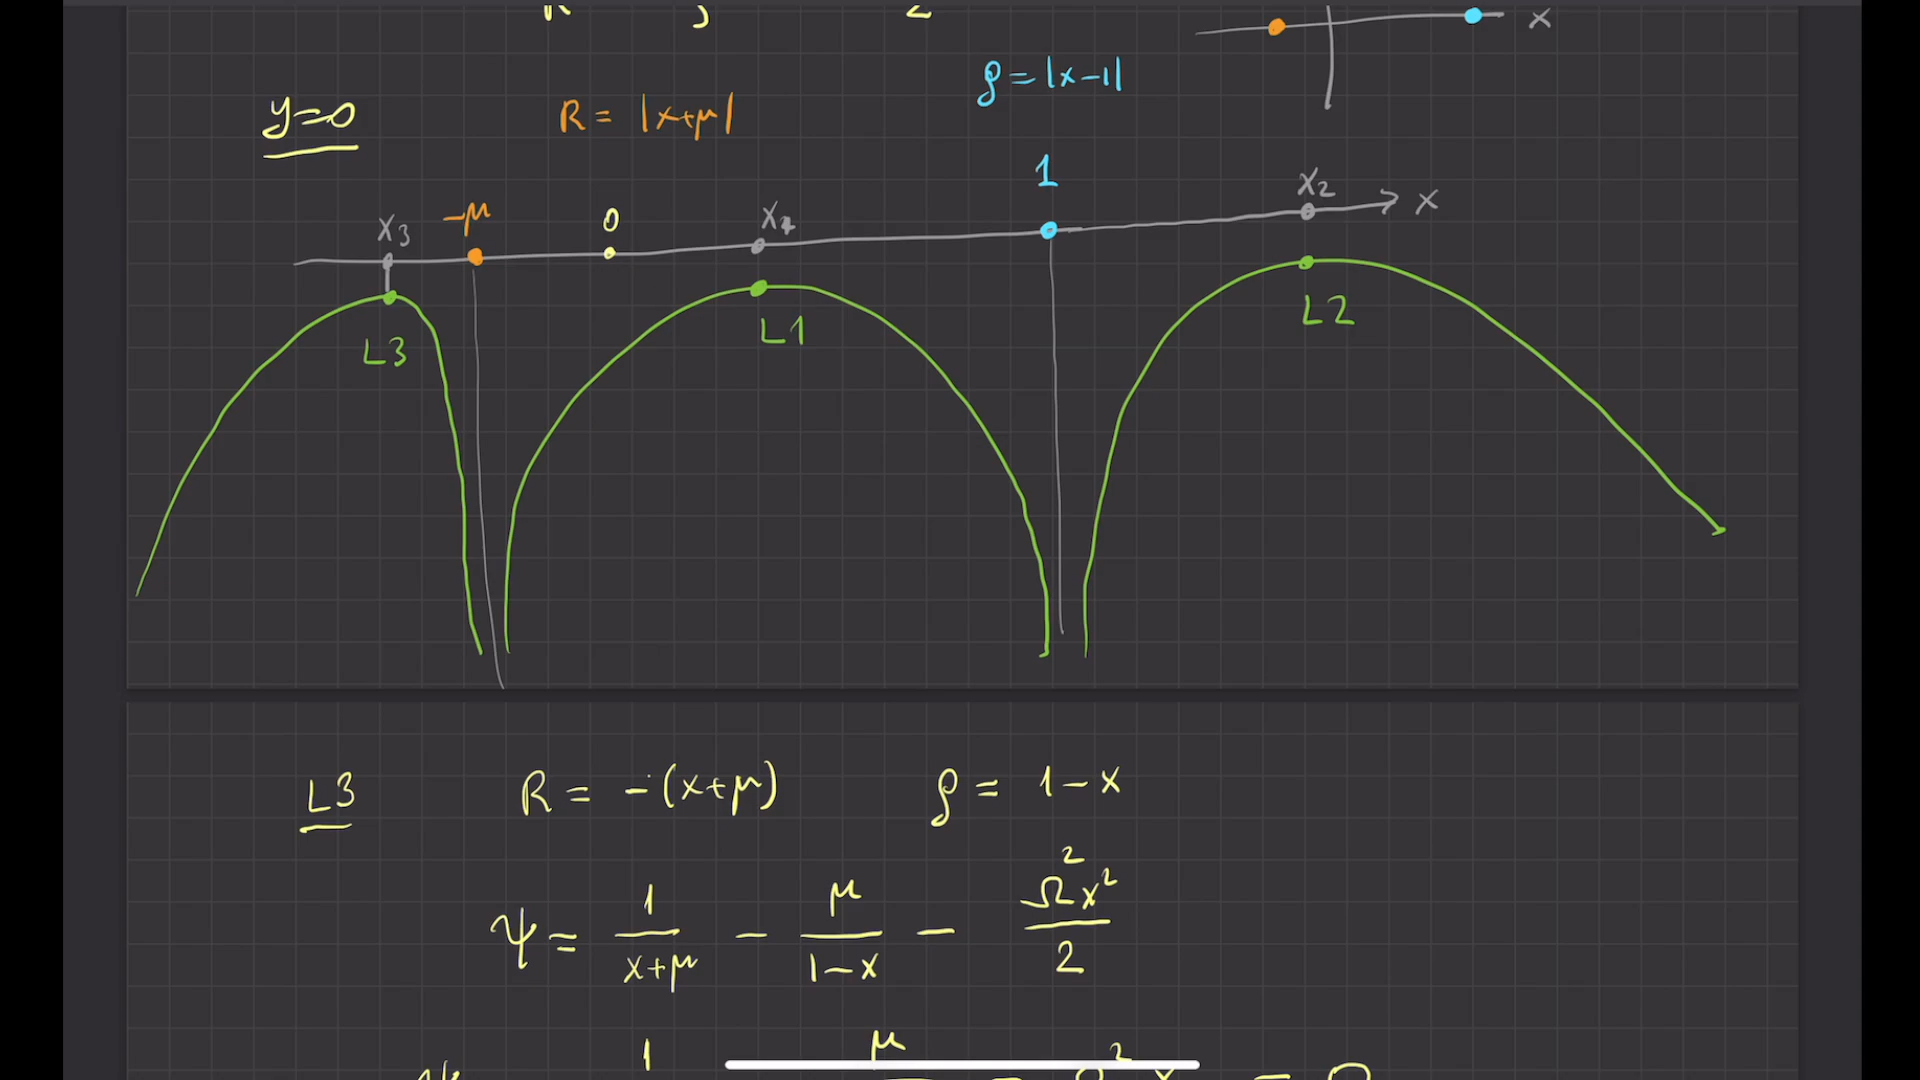 x
ρ = |x-1|
y=0
R = |x+μ|
1
x₃ -μ 0 x₁ x₂ x
L3 L1 L2
L3 R = -(x+μ) ρ = 1-x
ψ = 1/(x+μ) - μ/(1-x) - Ω²x²/2